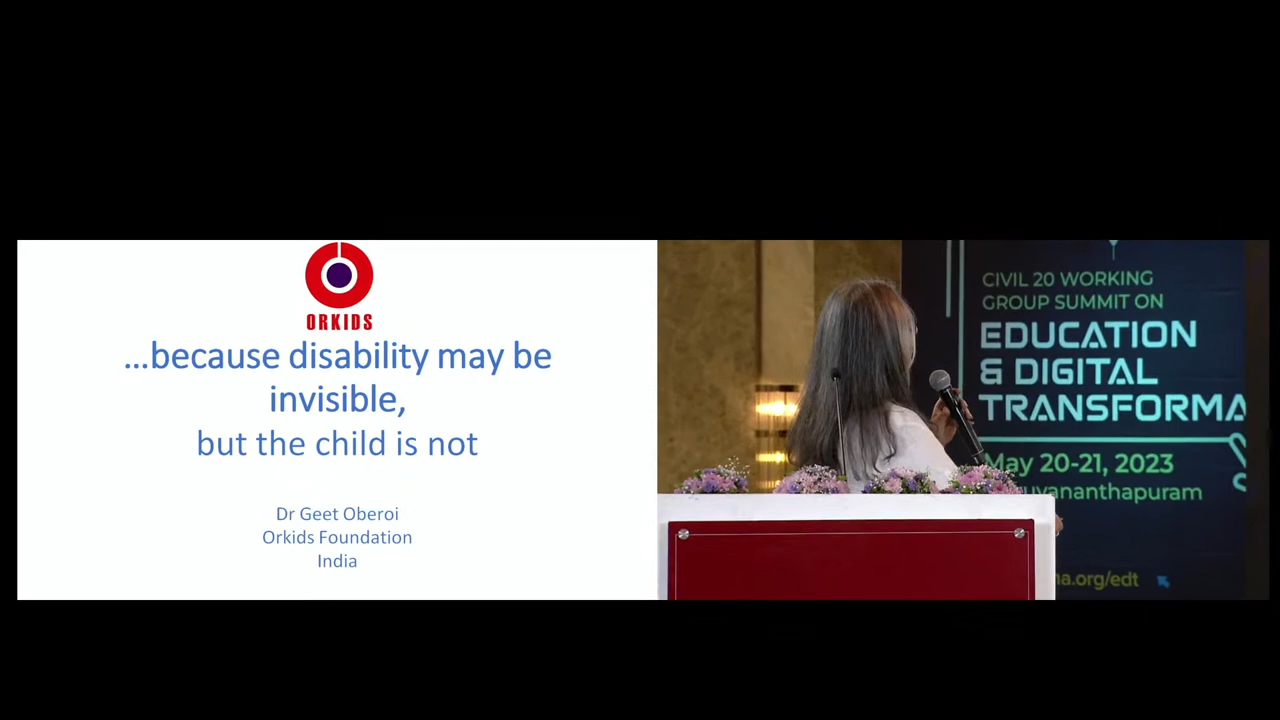 ORKIDS
...because disability may be
invisible,
but the child is not
Dr Geet Oberoi
Orkids Foundation
India
CIVIL 20 WORKING
GROUP SUMMIT ON
EDUCATION
& DIGITAL
TRANSFORMA
May 20-21, 2023
uvananthapuram
na.org/edt